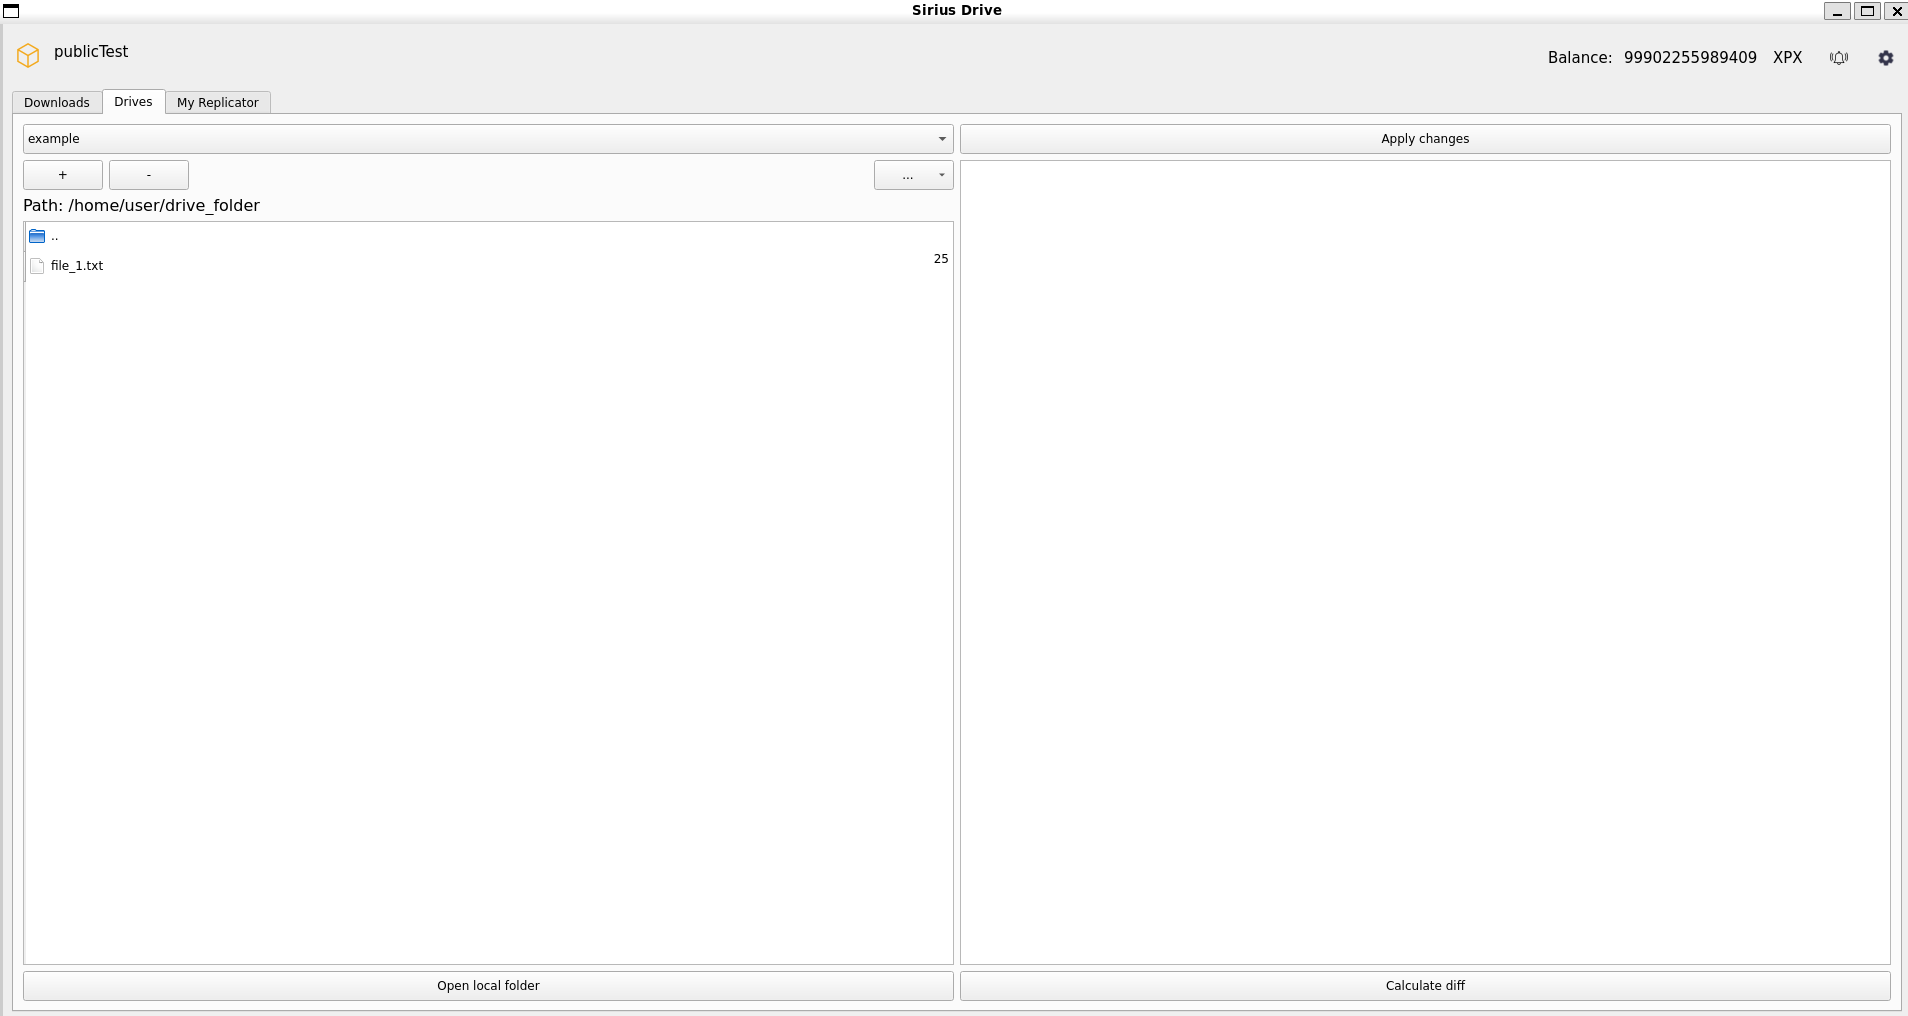 Sirius Drive
publicTest
Balance: 99902255989409 XPX
Downloads Drives My Replicator
example
Apply changes
+ - ...
Path: /home/user/drive_folder
..
file_1.txt 25
Open local folder
Calculate diff